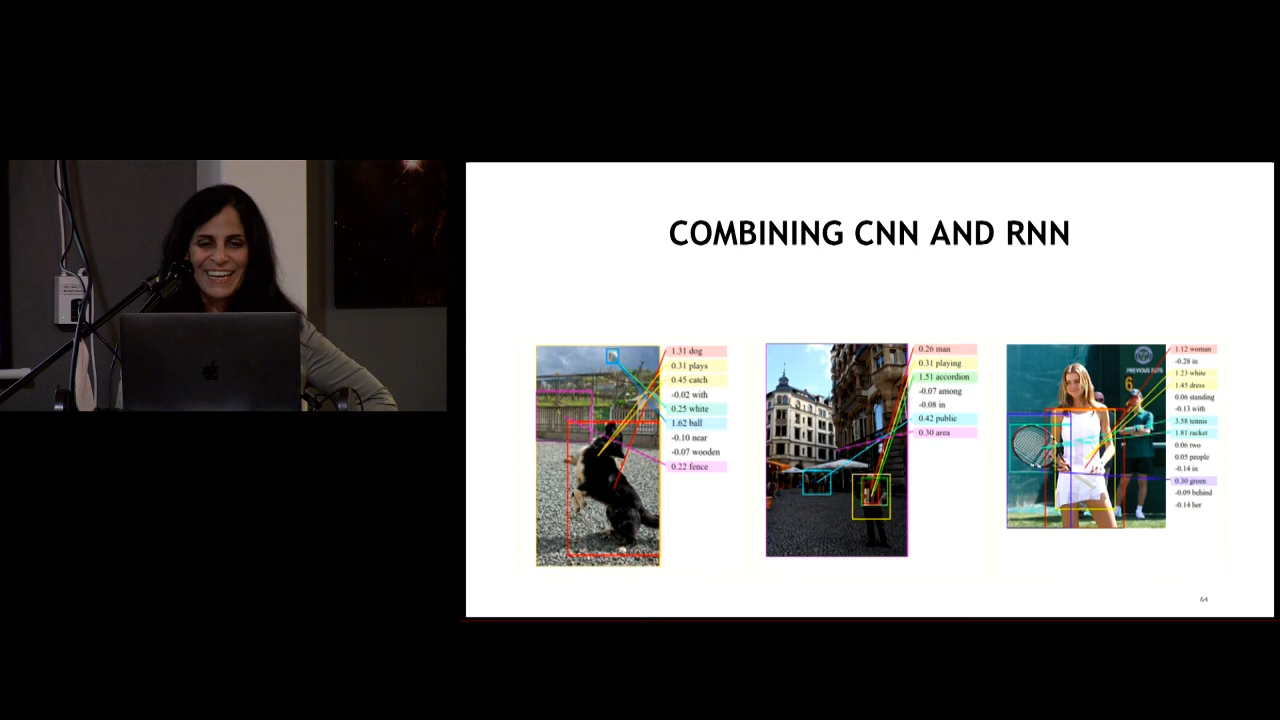 COMBINING CNN AND RNN
1.31 dog
0.31 plays
0.45 catch
-0.02 with
0.25 white
1.62 ball
-0.10 near
-0.07 wooden
0.22 fence
0.26 man
0.31 playing
1.51 accordion
-0.07 among
-0.08 in
0.42 public
0.30 area
PREVIOUS SETS
6
1.12 woman
-0.28 in
1.23 white
1.45 dress
0.06 standing
-0.13 with
3.58 tennis
1.81 racket
0.06 two
0.05 people
-0.14 in
0.30 green
-0.09 behind
-0.14 her
64